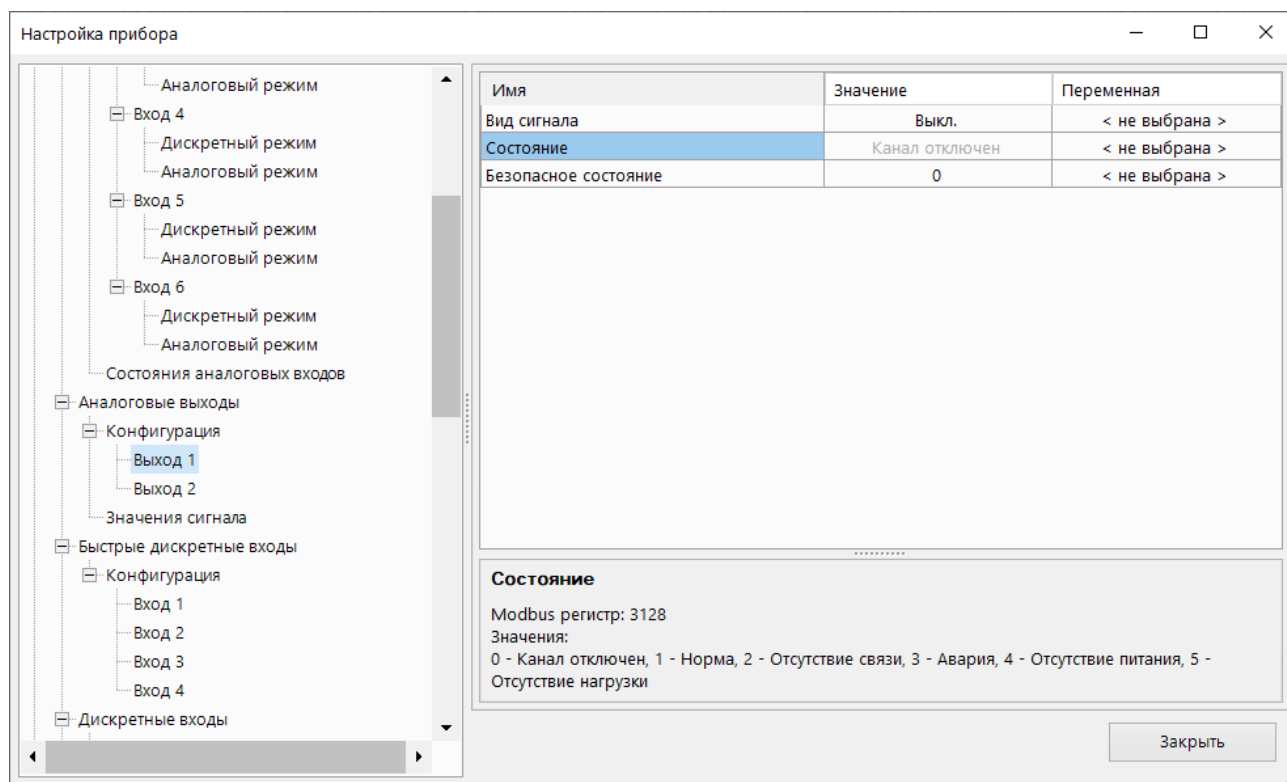 Настройка прибора
Аналоговый режим
Вход 4
Дискретный режим
Аналоговый режим
Вход 5
Дискретный режим
Аналоговый режим
Вход 6
Дискретный режим
Аналоговый режим
Состояния аналоговых входов
Аналоговые выходы
Конфигурация
Выход 1
Выход 2
Значения сигнала
Быстрые дискретные входы
Конфигурация
Вход 1
Вход 2
Вход 3
Вход 4
Дискретные входы
Имя Значение Переменная
Вид сигнала Выкл. < не выбрана >
Состояние Канал отключен < не выбрана >
Безопасное состояние 0 < не выбрана >
Состояние
Modbus регистр: 3128
Значения:
0 - Канал отключен, 1 - Норма, 2 - Отсутствие связи, 3 - Авария, 4 - Отсутствие питания, 5 -
Отсутствие нагрузки
Закрыть